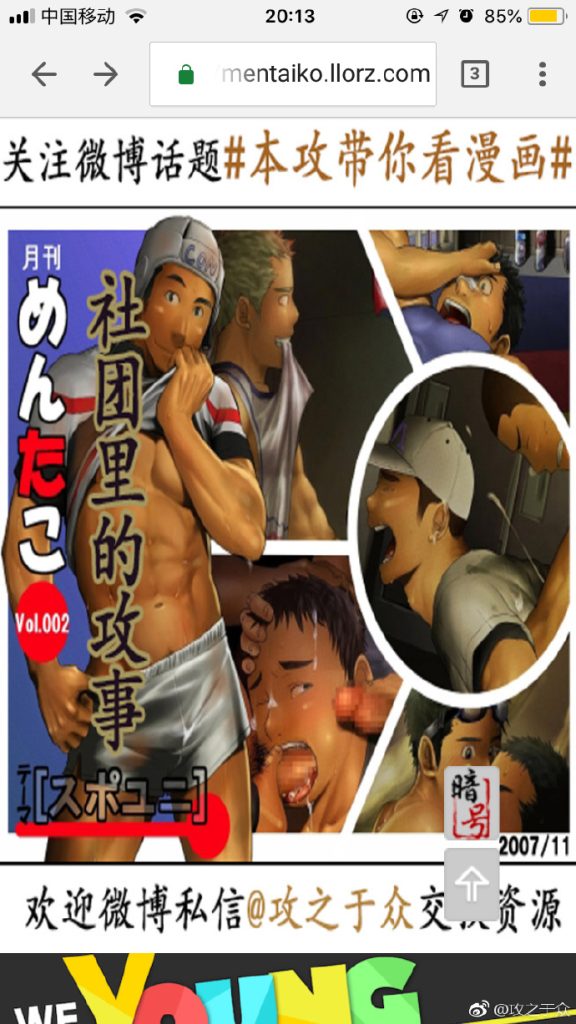 中国移动
20:13
85%
mentaiko.llorz.com
3
关注微博话题#本攻带你看漫画#
月刊
めんたこ
社团里的攻事
Vol.002
テーマ
[スポユニ]
暗号
2007/11
欢迎微博私信@攻之于众交换资源
WE YOUNG
@攻之于众